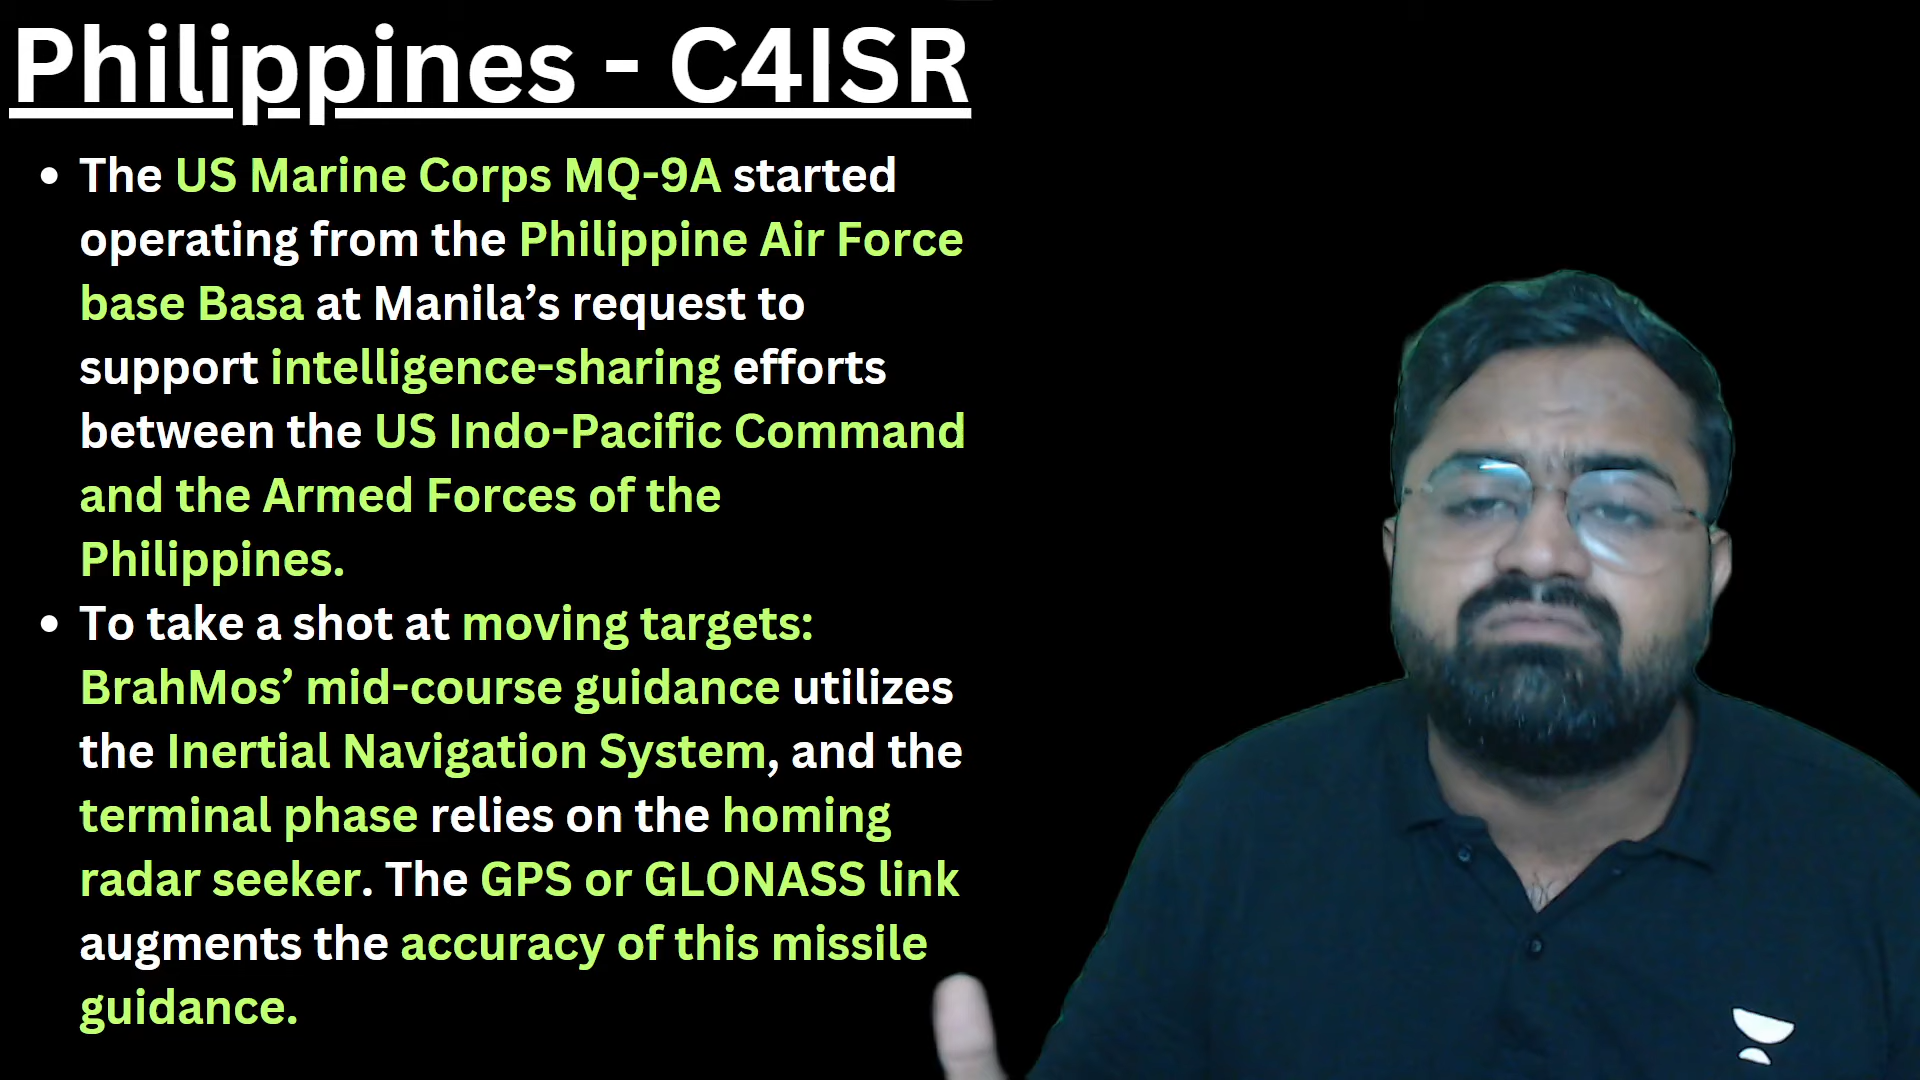 Philippines - C4ISR
• The US Marine Corps MQ-9A started
operating from the Philippine Air Force
base Basa at Manila’s request to
support intelligence-sharing efforts
between the US Indo-Pacific Command
and the Armed Forces of the
Philippines.
• To take a shot at moving targets:
BrahMos’ mid-course guidance utilizes
the Inertial Navigation System, and the
terminal phase relies on the homing
radar seeker. The GPS or GLONASS link
augments the accuracy of this missile
guidance.